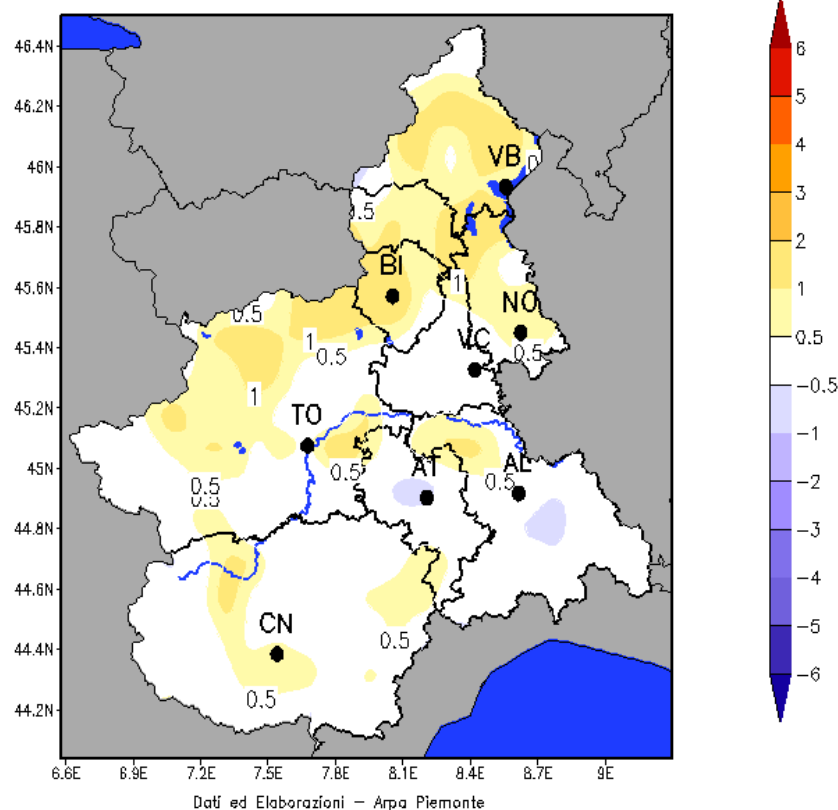 46.4N
46.2N
46N
45.8N
45.6N
45.4N
45.2N
45N
44.8N
44.6N
44.4N
44.2N
6.6E 6.9E 7.2E 7.5E 7.8E 8.1E 8.4E 8.7E 9E
VB
0.5
BI
1
NO
0.5
1
0.5
VC
0.5
1
TO
0.5
AT
AL
0.5
0.5
0.5
CN
0.5
0.5
6
5
4
3
2
1
0.5
-0.5
-1
-2
-3
-4
-5
-6
Dati ed Elaborazioni - Arpa Piemonte